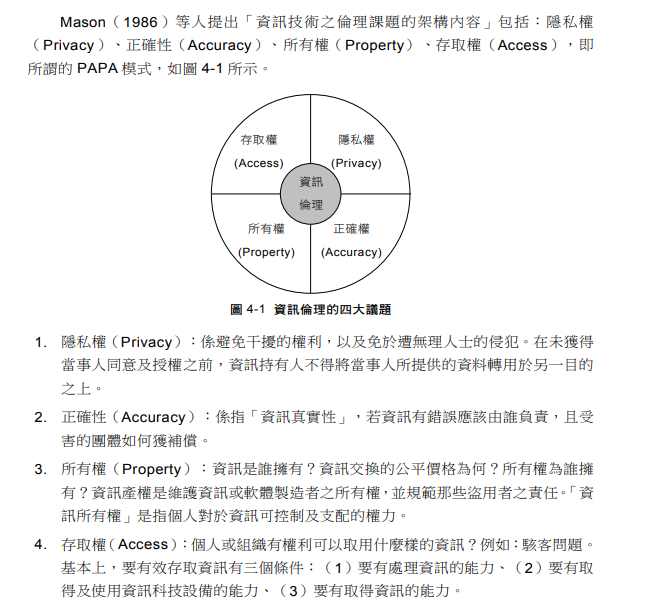 Mason（1986）等人提出「資訊技術之倫理課題的架構內容」包括：隱私權
（Privacy）、正確性（Accuracy）、所有權（Property）、存取權（Access），即
所謂的 PAPA 模式，如圖 4-1 所示。
存取權
(Access)
隱私權
(Privacy)
資訊
倫理
所有權
(Property)
正確權
(Accuracy)
圖 4-1 資訊倫理的四大議題
1. 隱私權（Privacy）：係避免干擾的權利，以及免於遭無理人士的侵犯。在未獲得
當事人同意及授權之前，資訊持有人不得將當事人所提供的資料轉用於另一目的
之上。
2. 正確性（Accuracy）：係指「資訊真實性」，若資訊有錯誤應該由誰負責，且受
害的團體如何獲補償。
3. 所有權（Property）：資訊是誰擁有？資訊交換的公平價格為何？所有權為誰擁
有？資訊產權是維護資訊或軟體製造者之所有權，並規範那些盜用者之責任。「資
訊所有權」是指個人對於資訊可控制及支配的權力。
4. 存取權（Access）：個人或組織有權利可以取用什麼樣的資訊？例如：駭客問題。
基本上，要有效存取資訊有三個條件：（1）要有處理資訊的能力、（2）要有取
得及使用資訊科技設備的能力、（3）要有取得資訊的能力。